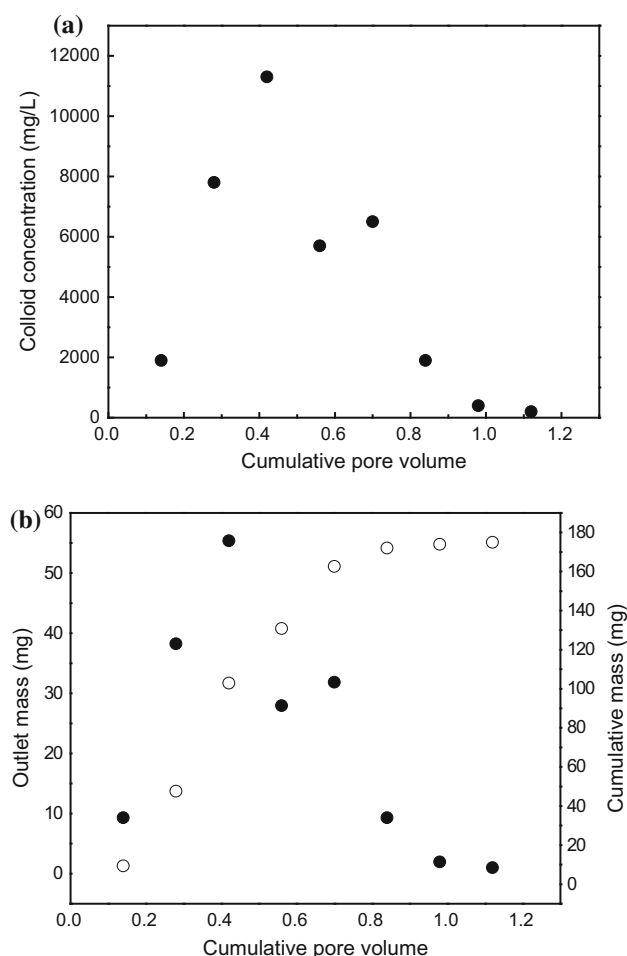 (a)
Colloid concentration (mg/L)
12000
10000
8000
6000
4000
2000
0
0.0 0.2 0.4 0.6 0.8 1.0 1.2
Cumulative pore volume
(b)
Outlet mass (mg)
60
50
40
30
20
10
0
180
160
140
120
100
80
60
40
20
0
Cumulative mass (mg)
0.0 0.2 0.4 0.6 0.8 1.0 1.2
Cumulative pore volume